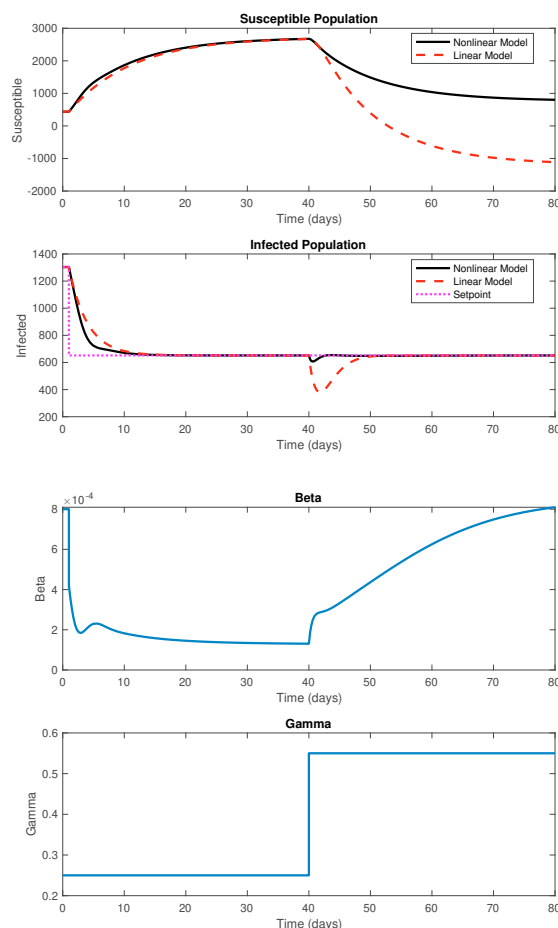 Susceptible Population
3000
2000
1000
0
-1000
-2000
Susceptible
Nonlinear Model
Linear Model
0 10 20 30 40 50 60 70 80
Time (days)
Infected Population
1400
1200
1000
800
600
400
200
Infected
Nonlinear Model
Linear Model
Setpoint
0 10 20 30 40 50 60 70 80
Time (days)
Beta
×10-4
8
6
4
2
0
Beta
0 10 20 30 40 50 60 70 80
Time (days)
Gamma
0.6
0.5
0.4
0.3
0.2
Gamma
0 10 20 30 40 50 60 70 80
Time (days)